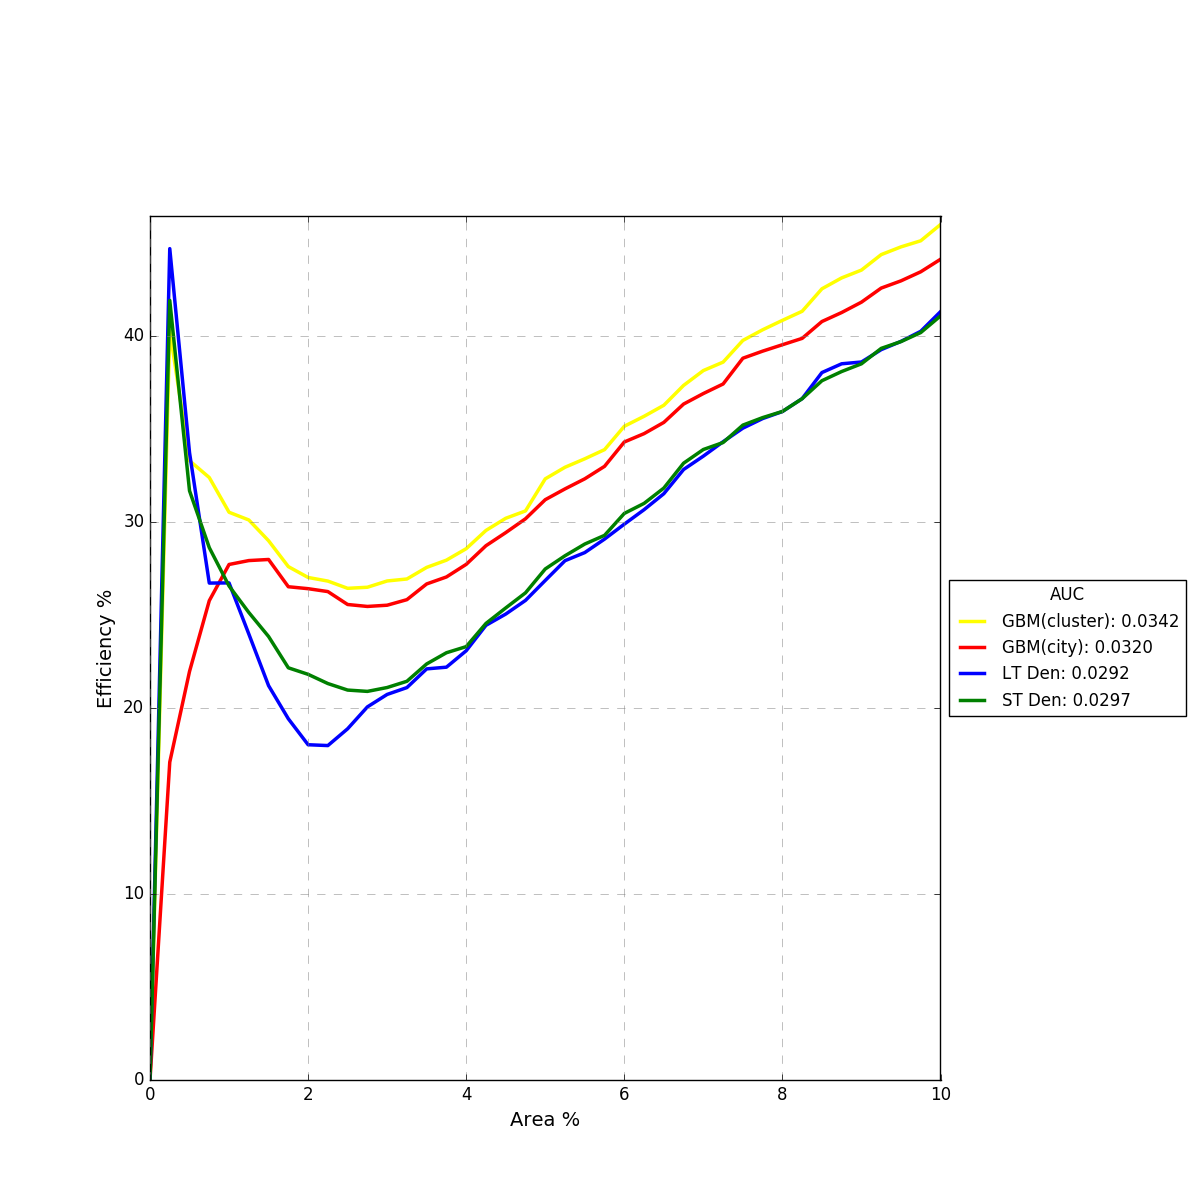 40
30
20
10
0
Efficiency %
0 2 4 6 8 10
Area %
AUC
GBM(cluster): 0.0342
GBM(city): 0.0320
LT Den: 0.0292
ST Den: 0.0297